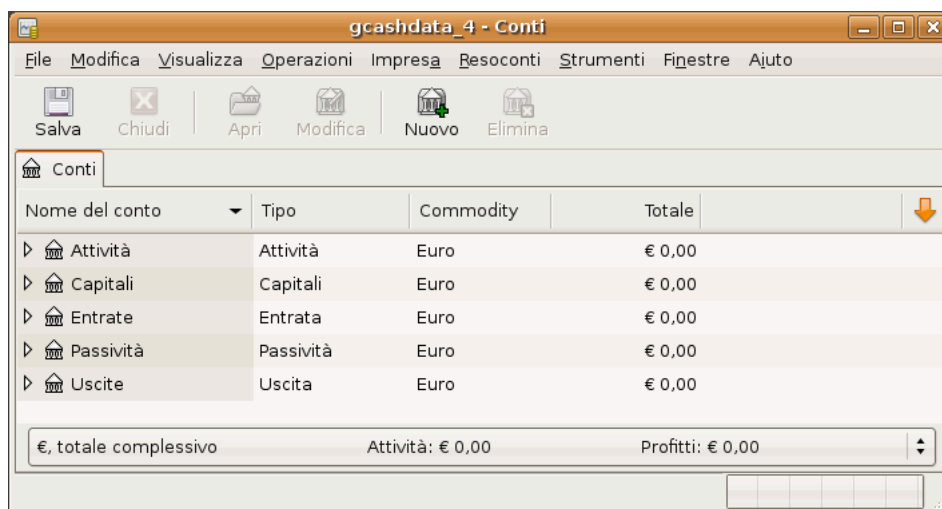 gcashdata_4 - Conti
File Modifica Visualizza Operazioni Impresa Resoconti Strumenti Finestre Aiuto
Salva Chiudi Apri Modifica Nuovo Elimina
Conti
Nome del conto Tipo Commodity Totale
Attività Attività Euro € 0,00
Capitali Capitali Euro € 0,00
Entrate Entrata Euro € 0,00
Passività Passività Euro € 0,00
Uscite Uscita Euro € 0,00
€, totale complessivo Attività: € 0,00 Profitti: € 0,00